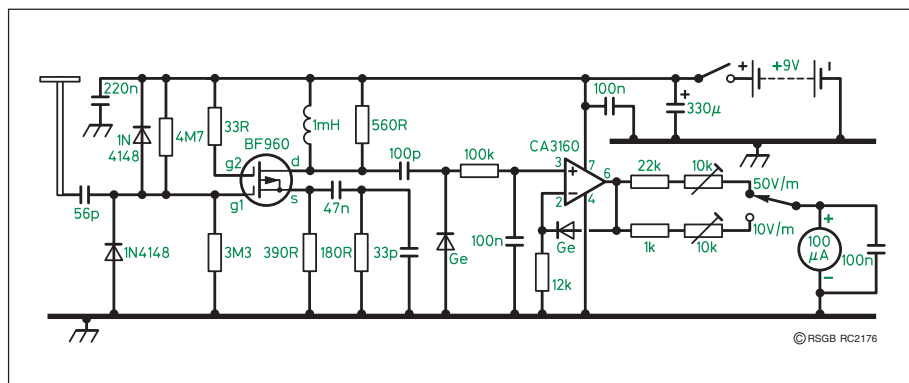 220n
+
+9V
-
100n
+
330µ
1N
4148
4M7
33R
BF960
1mH
560R
g2
d
100p
100k
CA3160
3
7
6
2
4
+
−
22k
10k
50V/m
56p
g1
s
47n
10V/m
1k
10k
1N4148
3M3
390R
180R
33p
Ge
100n
Ge
12k
+
100
µA
−
100n
© RSGB RC2176